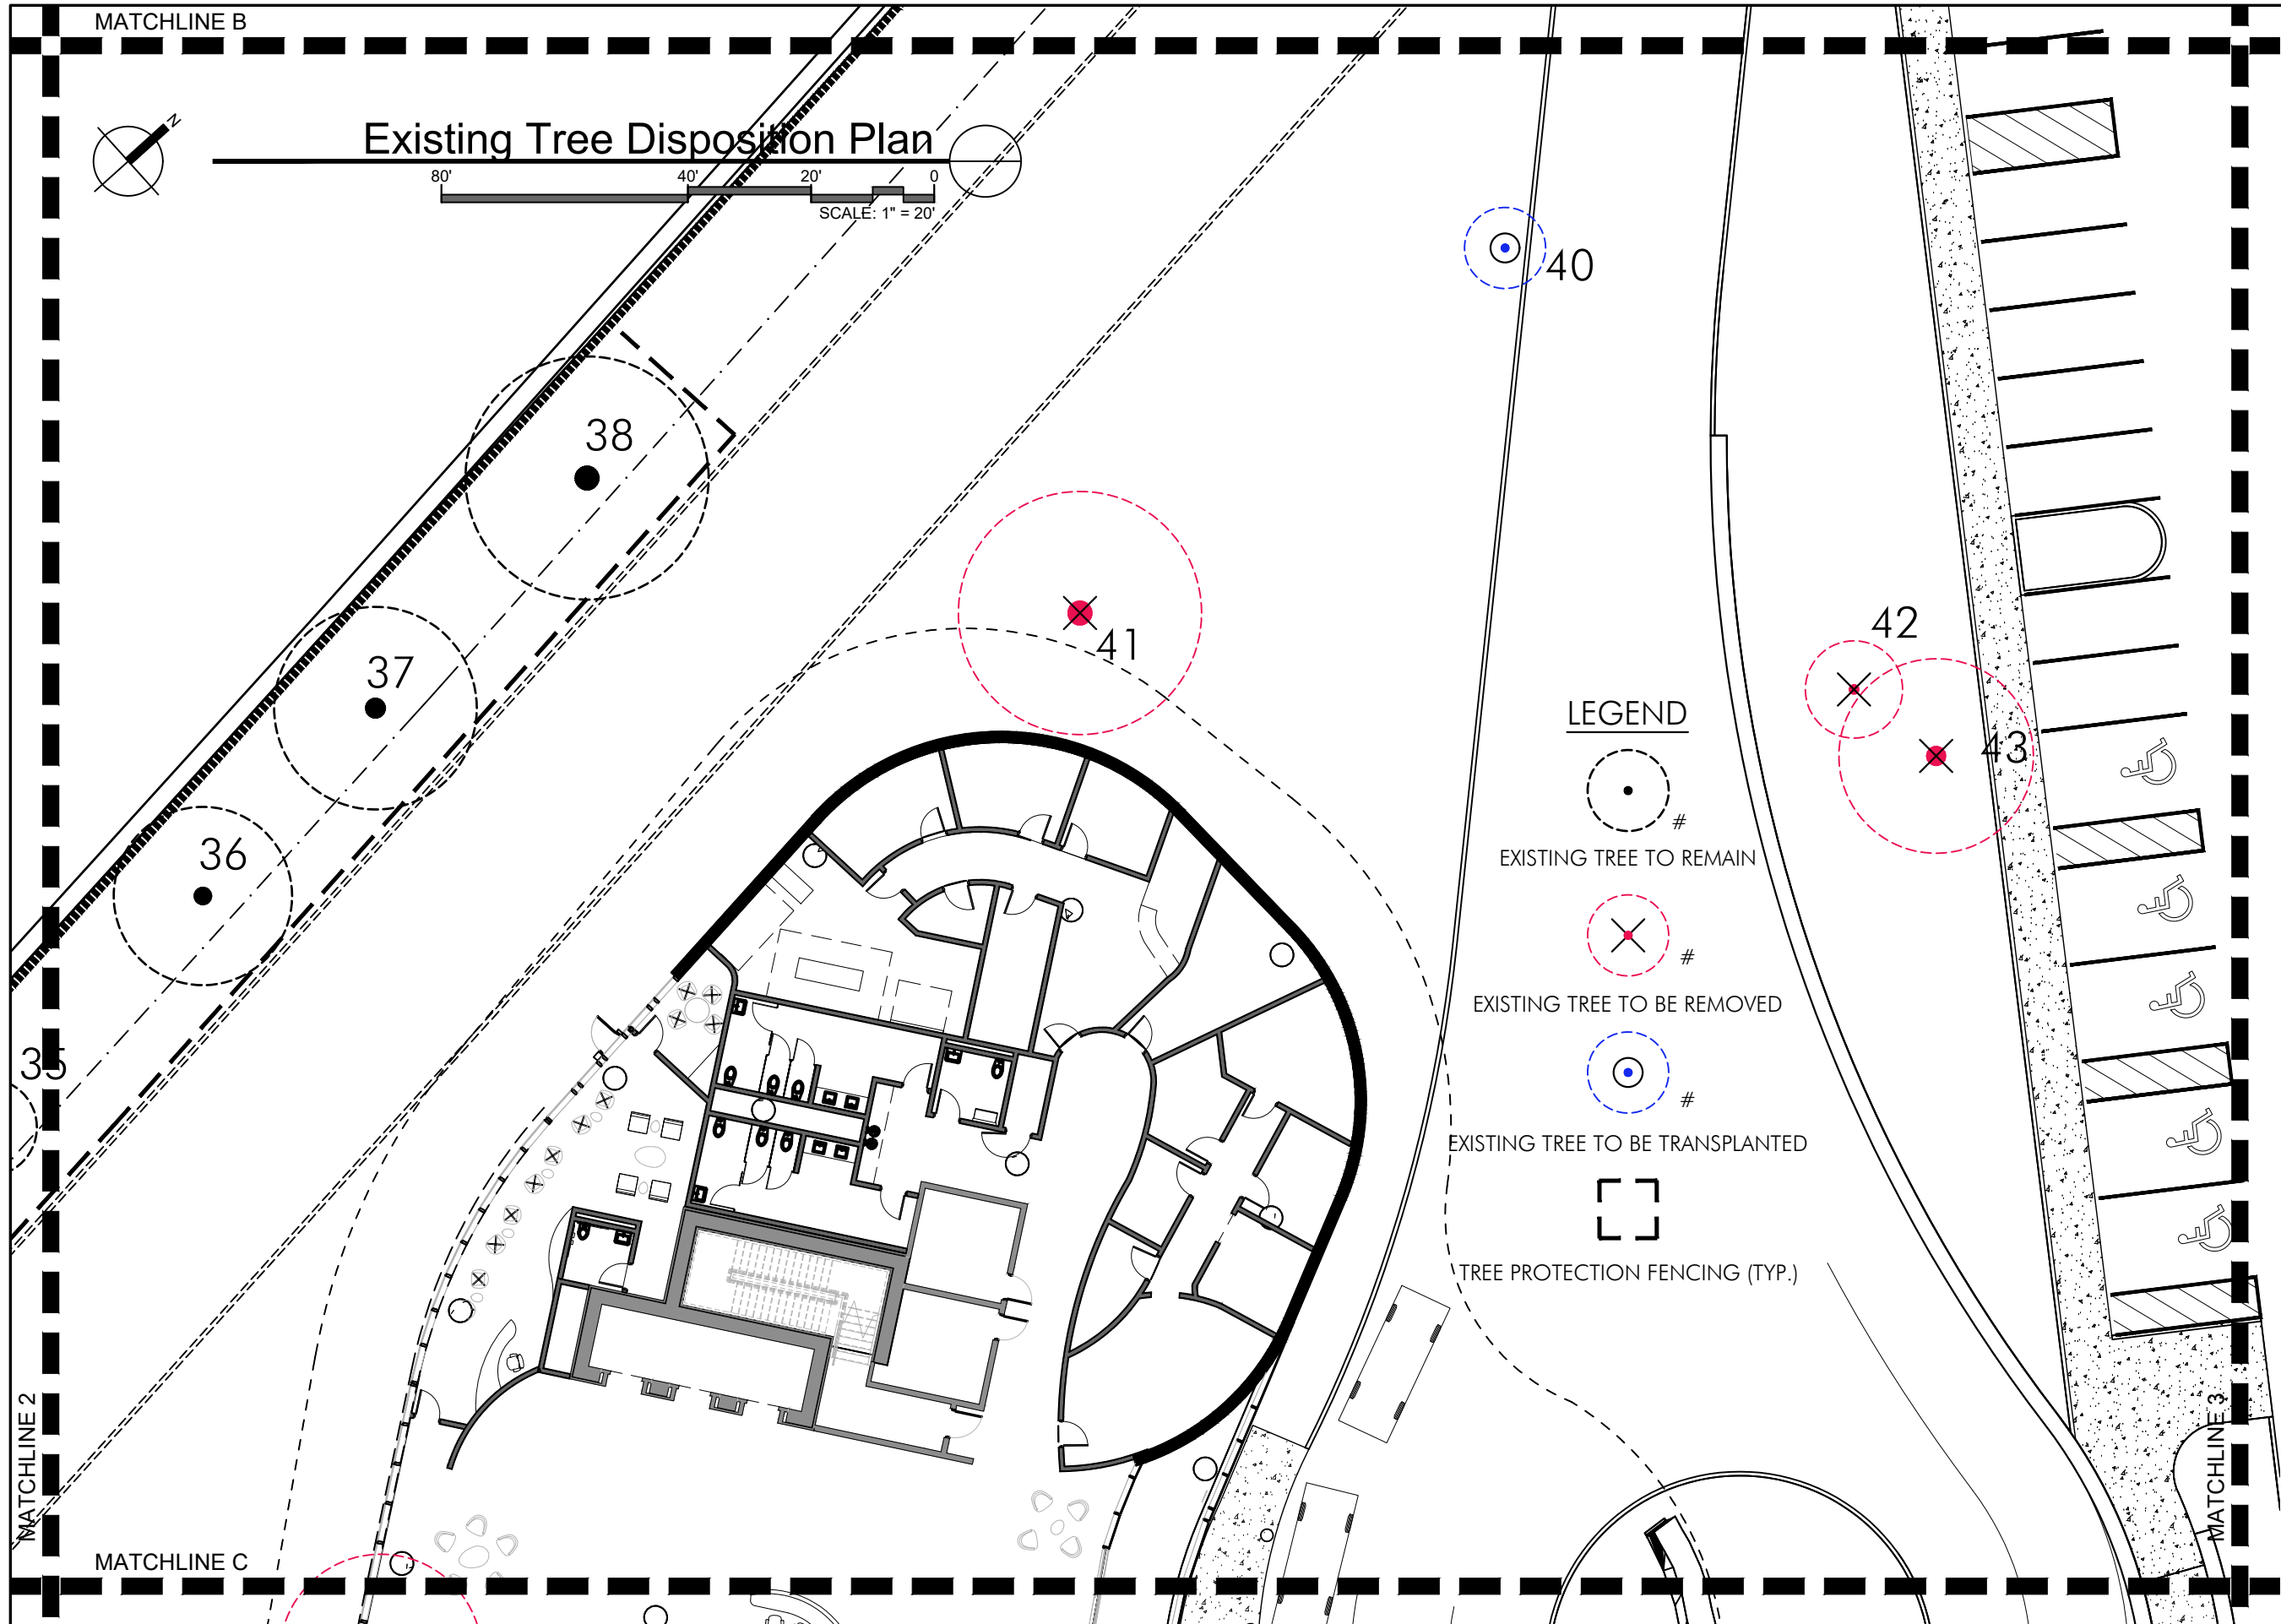 MATCHLINE B
N
Existing Tree Disposition Plan
80' 40' 20' 0
SCALE: 1" = 20'
40
38
41
42
37
43
36
35
LEGEND
#
EXISTING TREE TO REMAIN
#
EXISTING TREE TO BE REMOVED
#
EXISTING TREE TO BE TRANSPLANTED
TREE PROTECTION FENCING (TYP.)
MATCHLINE 2
MATCHLINE 3
MATCHLINE C